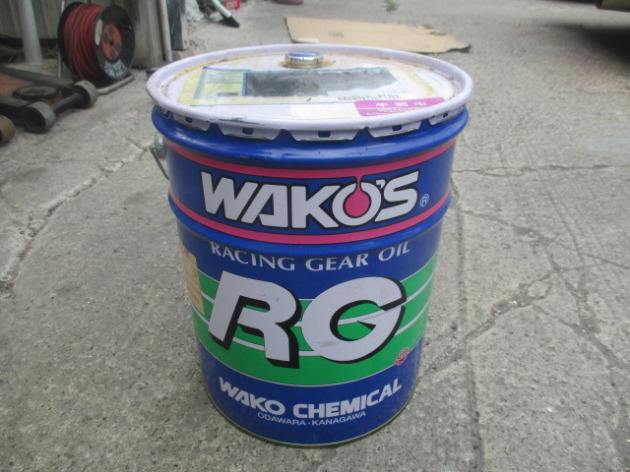 WAKO'S®
RACING GEAR OIL
RG
WAKO CHEMICAL
ODAWARA・KANAGAWA